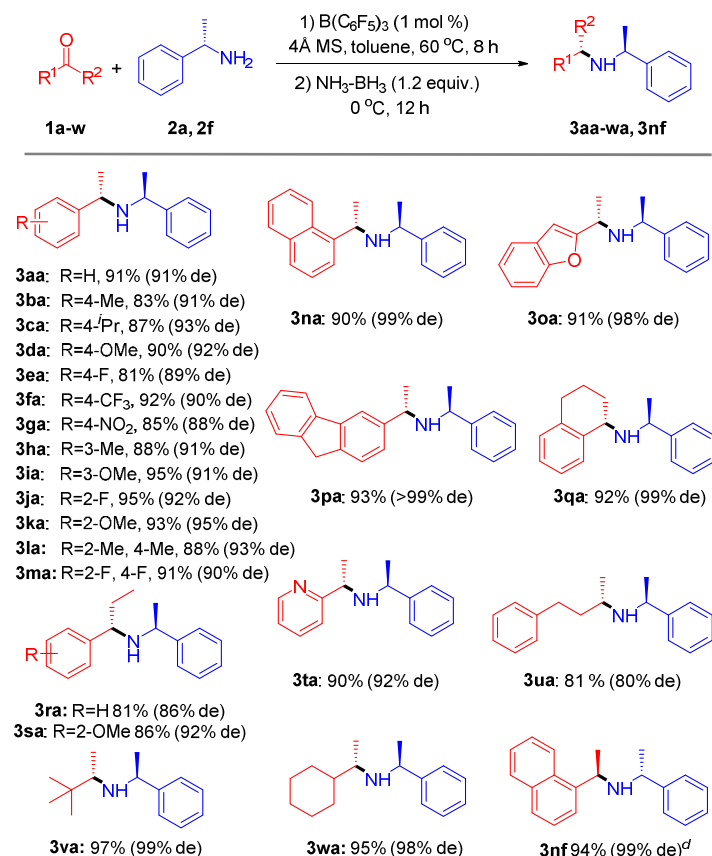 1) B(C6F5)3 (1 mol %)
4Å MS, toluene, 60 °C, 8 h
2) NH3-BH3 (1.2 equiv.)
0 °C, 12 h
O
R1 R2
+
NH2
R2
R1 NH
1a-w
2a, 2f
3aa-wa, 3nf
R
N
H
3aa: R=H, 91% (91% de)
3ba: R=4-Me, 83% (91% de)
3ca: R=4-iPr, 87% (93% de)
3da: R=4-OMe, 90% (92% de)
3ea: R=4-F, 81% (89% de)
3fa: R=4-CF3, 92% (90% de)
3ga: R=4-NO2, 85% (88% de)
3ha: R=3-Me, 88% (91% de)
3ia: R=3-OMe, 95% (91% de)
3ja: R=2-F, 95% (92% de)
3ka: R=2-OMe, 93% (95% de)
3la: R=2-Me, 4-Me, 88% (93% de)
3ma: R=2-F, 4-F, 91% (90% de)
NH
3na: 90% (99% de)
O
NH
3oa: 91% (98% de)
NH
3pa: 93% (>99% de)
NH
3qa: 92% (99% de)
R
N
H
3ra: R=H 81% (86% de)
3sa: R=2-OMe 86% (92% de)
N
NH
3ta: 90% (92% de)
NH
3ua: 81% (80% de)
NH
3va: 97% (99% de)
NH
3wa: 95% (98% de)
NH
3nf 94% (99% de)d